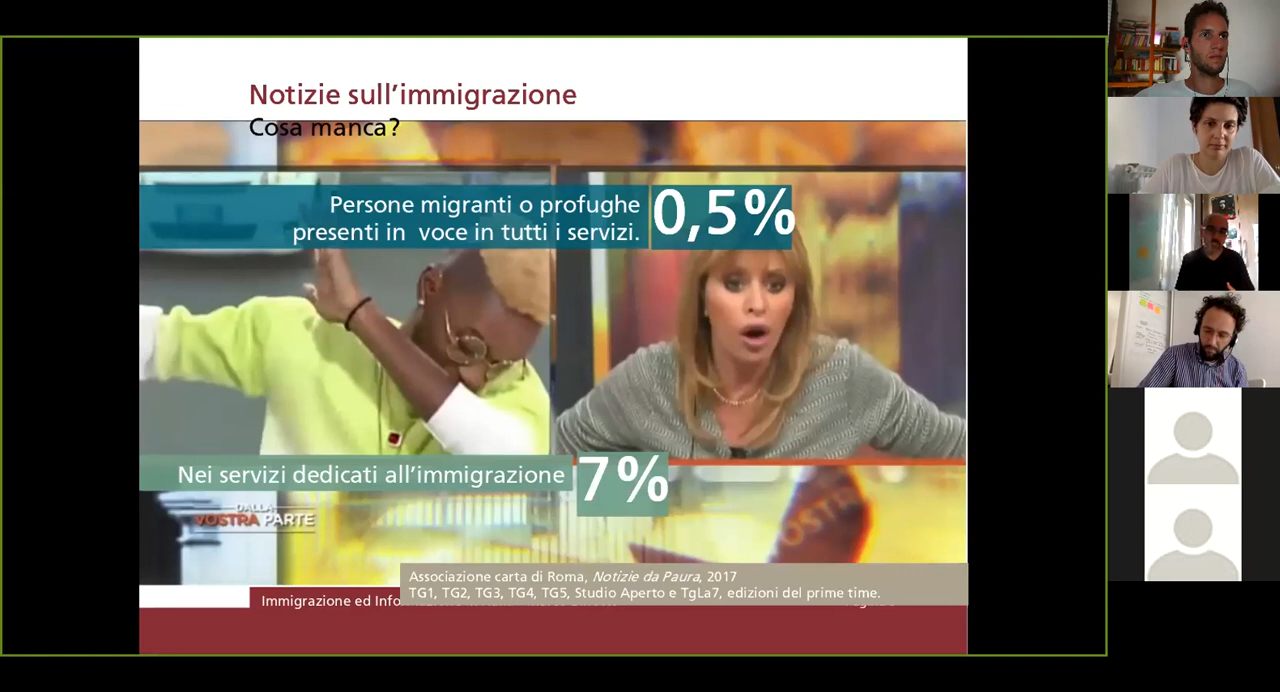 Notizie sull'immigrazione
Cosa manca?
Persone migranti o profughe
presenti in voce in tutti i servizi.
0,5%
Nei servizi dedicati all'immigrazione
7%
DALLA
VOSTRA PARTE
Associazione carta di Roma, Notizie da Paura, 2017
TG1, TG2, TG3, TG4, TG5, Studio Aperto e TgLa7, edizioni del prime time.
Immigrazione ed Info